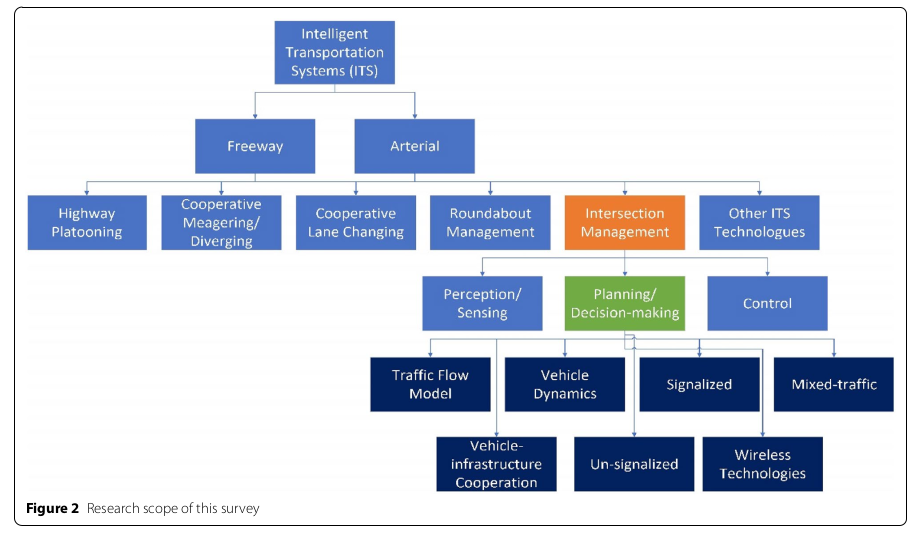 Intelligent
Transportation
Systems (ITS)
Freeway
Arterial
Highway
Platooning
Cooperative
Meagering/
Diverging
Cooperative
Lane Changing
Roundabout
Management
Intersection
Management
Other ITS
Technologues
Perception/
Sensing
Planning/
Decision-making
Control
Traffic Flow
Model
Vehicle
Dynamics
Signalized
Mixed-traffic
Vehicle-
infrastructure
Cooperation
Un-signalized
Wireless
Technologies
Figure 2 Research scope of this survey